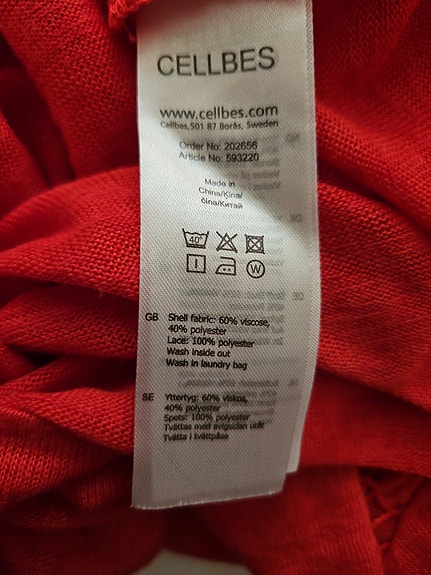 CELLBES
www.cellbes.com
Cellbes,501 87 Borås, Sweden
Order No: 202656
Article No: 593220
Made in
China/Kina/
čína/Китай
40°
W
GB Shell fabric: 60% viscose,
40% polyester
Lace: 100% polyester
Wash inside out
Wash in laundry bag
SE Yttertyg: 60% viskos,
40% polyester
Spets: 100% polyester
Tvättas med avigsidan utåt
Tvätta i tvättpåse